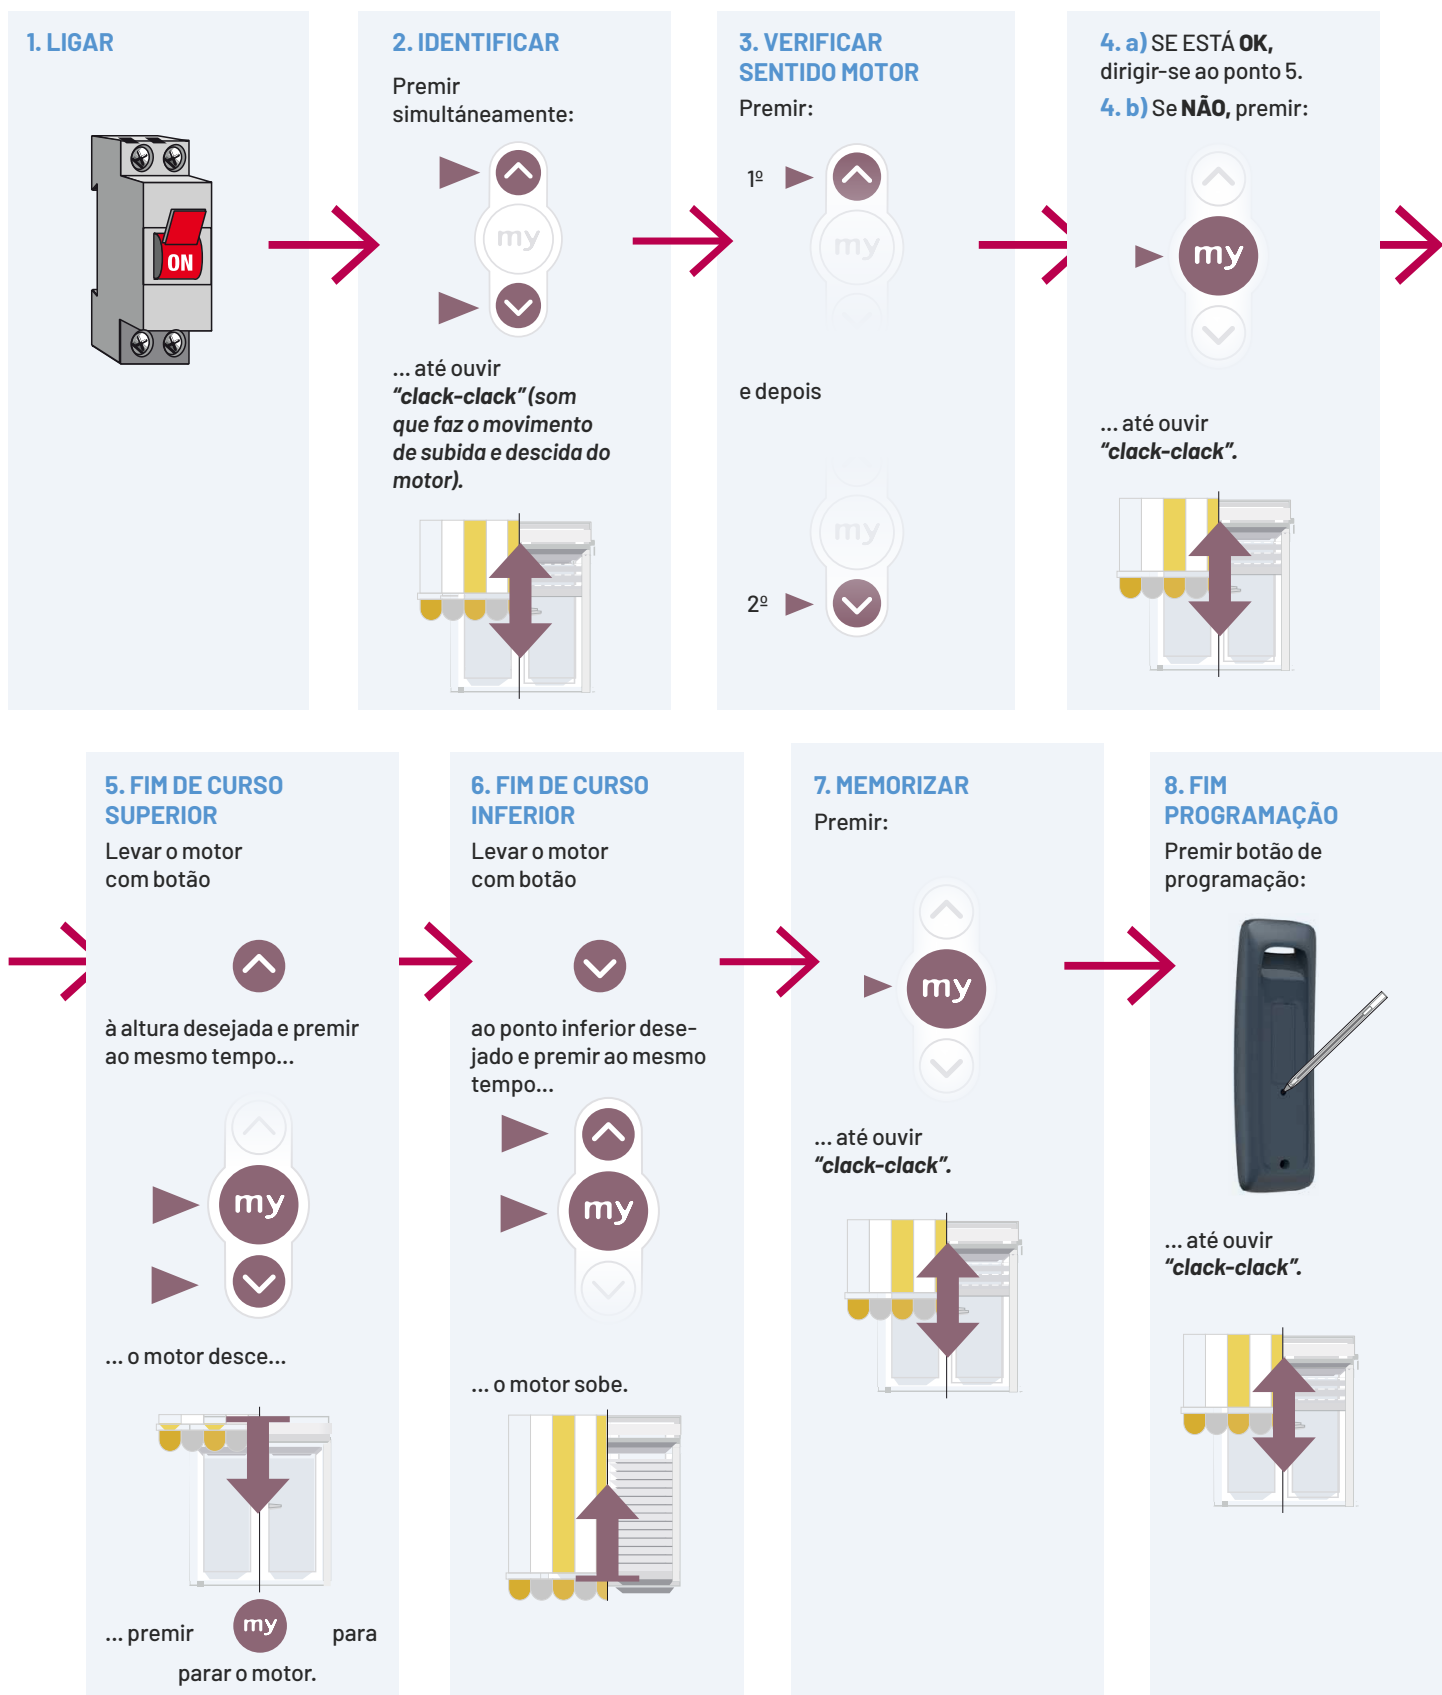 1. LIGAR
ON
2. IDENTIFICAR
Premir
simultáneamente:
my
... até ouvir
“clack-clack” (som
que faz o movimento
de subida e descida do
motor).
3. VERIFICAR
SENTIDO MOTOR
Premir:
1º
my
e depois
my
2º
4. a) SE ESTÁ OK,
dirigir-se ao ponto 5.
4. b) Se NÃO, premir:
my
... até ouvir
“clack-clack”.
5. FIM DE CURSO
SUPERIOR
Levar o motor
com botão
à altura desejada e premir
ao mesmo tempo...
my
... o motor desce...
... premir my para
parar o motor.
6. FIM DE CURSO
INFERIOR
Levar o motor
com botão
ao ponto inferior dese-
jado e premir ao mesmo
tempo...
my
... o motor sobe.
7. MEMORIZAR
Premir:
my
... até ouvir
“clack-clack”.
8. FIM
PROGRAMAÇÃO
Premir botão de
programação:
... até ouvir
“clack-clack”.